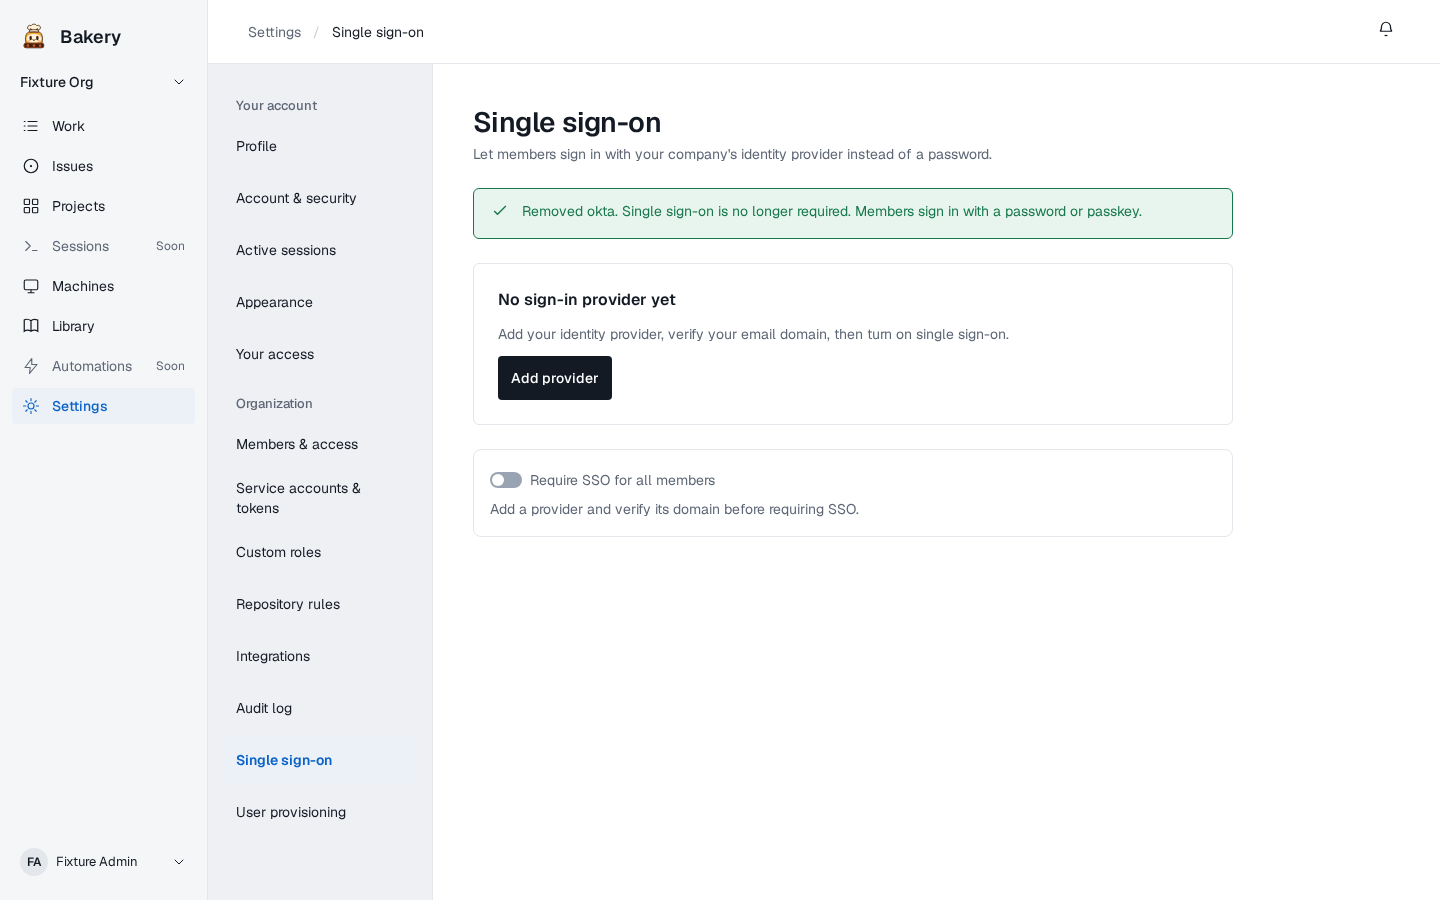 Bakery
Fixture Org
Work
Issues
Projects
Sessions Soon
Machines
Library
Automations Soon
Settings
FA Fixture Admin
Settings / Single sign-on
Your account
Profile
Account & security
Active sessions
Appearance
Your access
Organization
Members & access
Service accounts &
tokens
Custom roles
Repository rules
Integrations
Audit log
Single sign-on
User provisioning
Single sign-on
Let members sign in with your company's identity provider instead of a password.
Removed okta. Single sign-on is no longer required. Members sign in with a password or passkey.
No sign-in provider yet
Add your identity provider, verify your email domain, then turn on single sign-on.
Add provider
Require SSO for all members
Add a provider and verify its domain before requiring SSO.